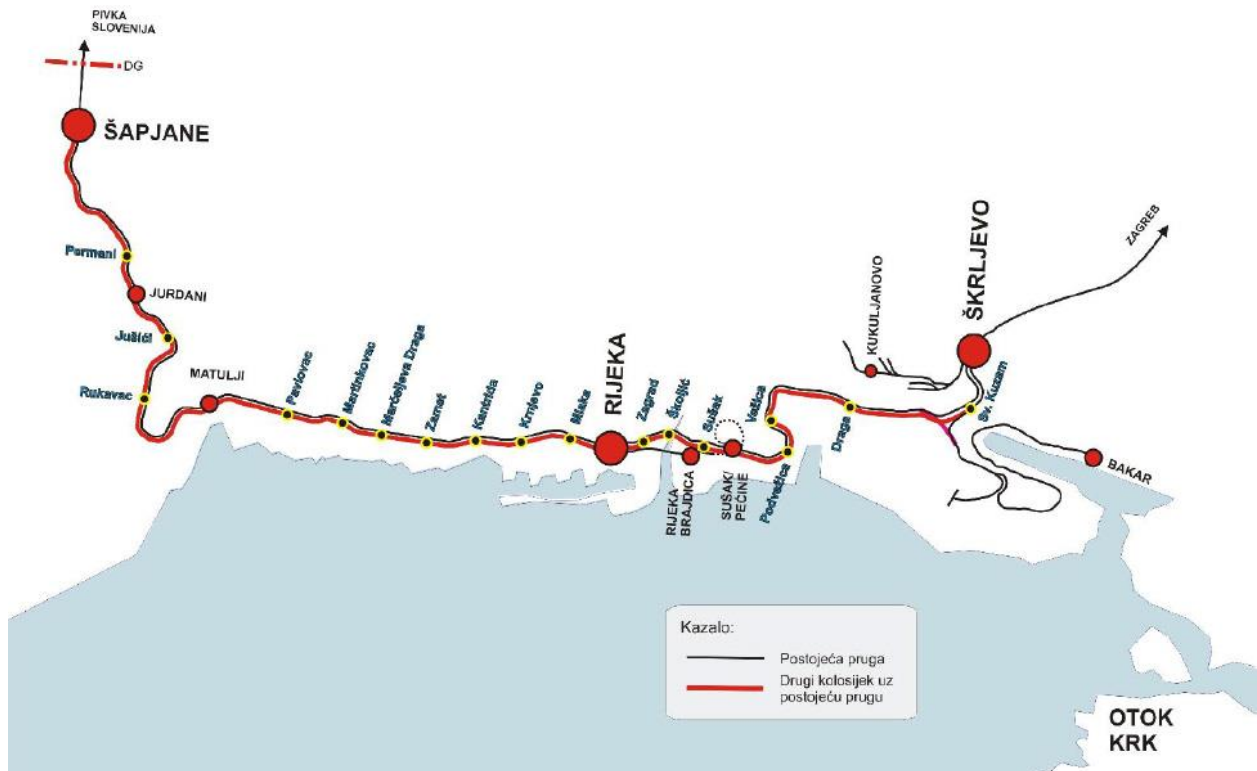 PIVKA
SLOVENIJA
DG
ŠAPJANE
Permani
JURDANI
Jušići
Rukavac
MATULJI
Pavlovac
Martinkovac
Marčeljeva Draga
Zamet
Kantrida
Krnjevo
Mlaka
RIJEKA
Zagrad
Školjić
Sušak
RIJEKA
BRAJDICA
SUŠAK/
PEĆINE
Podvežica
Vežica
Draga
KUKULJANOVO
ŠKRLJEVO
Sv. Kuzam
ZAGREB
BAKAR
Kazalo:
Postojeća pruga
Drugi kolosijek uz
postojeću prugu
OTOK
KRK